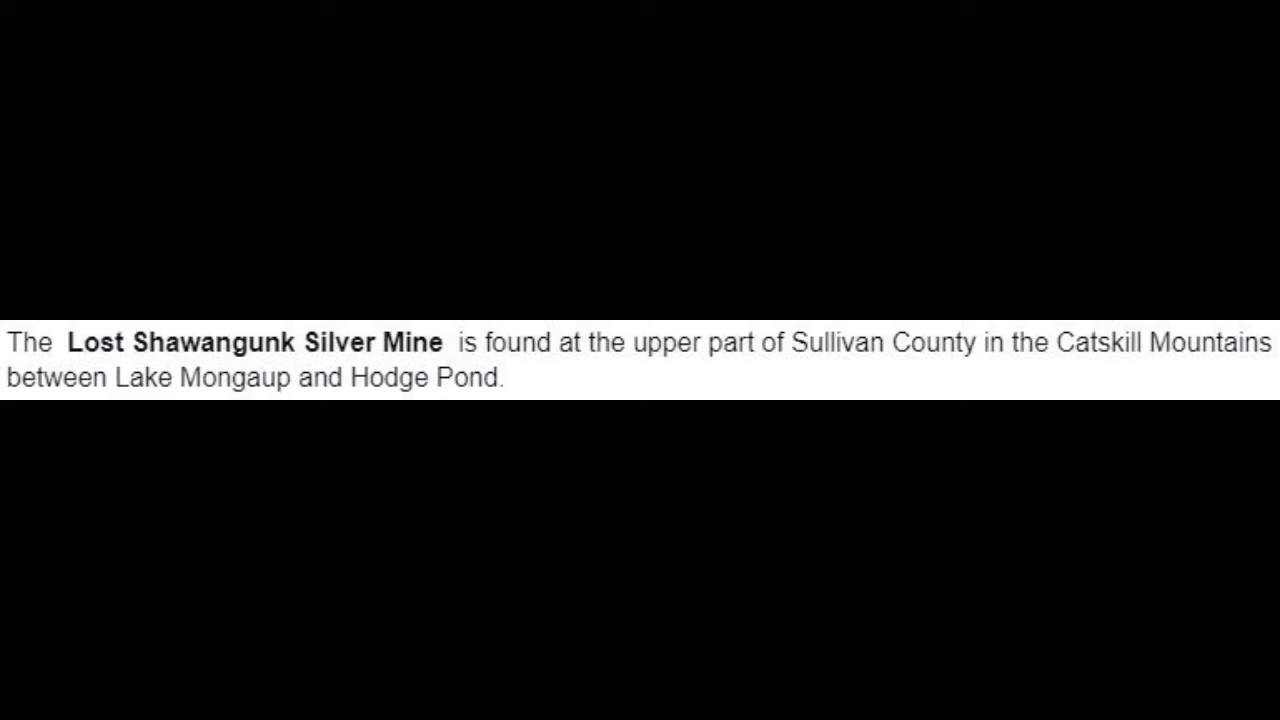 The Lost Shawangunk Silver Mine is found at the upper part of Sullivan County in the Catskill Mountains
between Lake Mongaup and Hodge Pond.